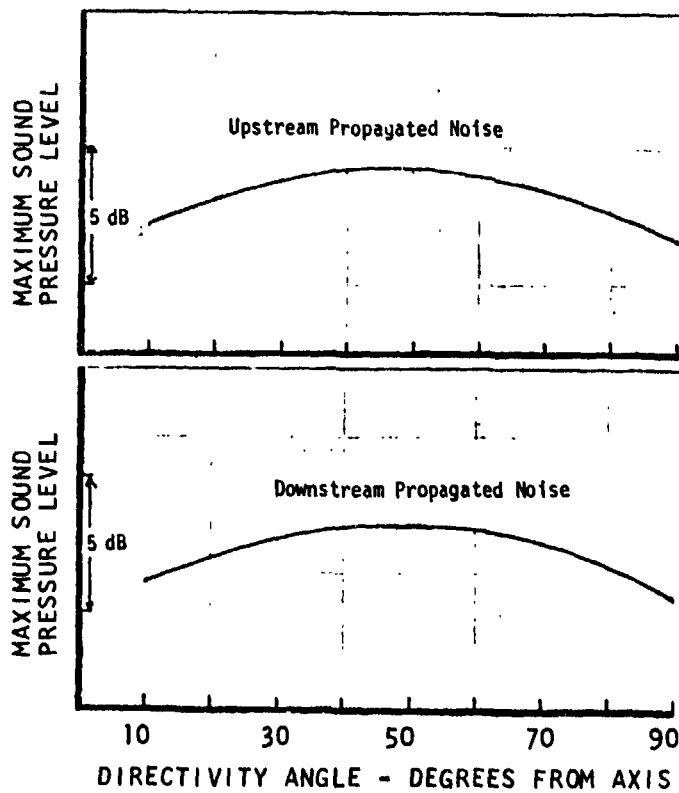 MAXIMUM SOUND
PRESSURE LEVEL
5 dB
Upstream Propagated Noise
MAXIMUM SOUND
PRESSURE LEVEL
5 dB
Downstream Propagated Noise
10 30 50 70 90
DIRECTIVITY ANGLE - DEGREES FROM AXIS